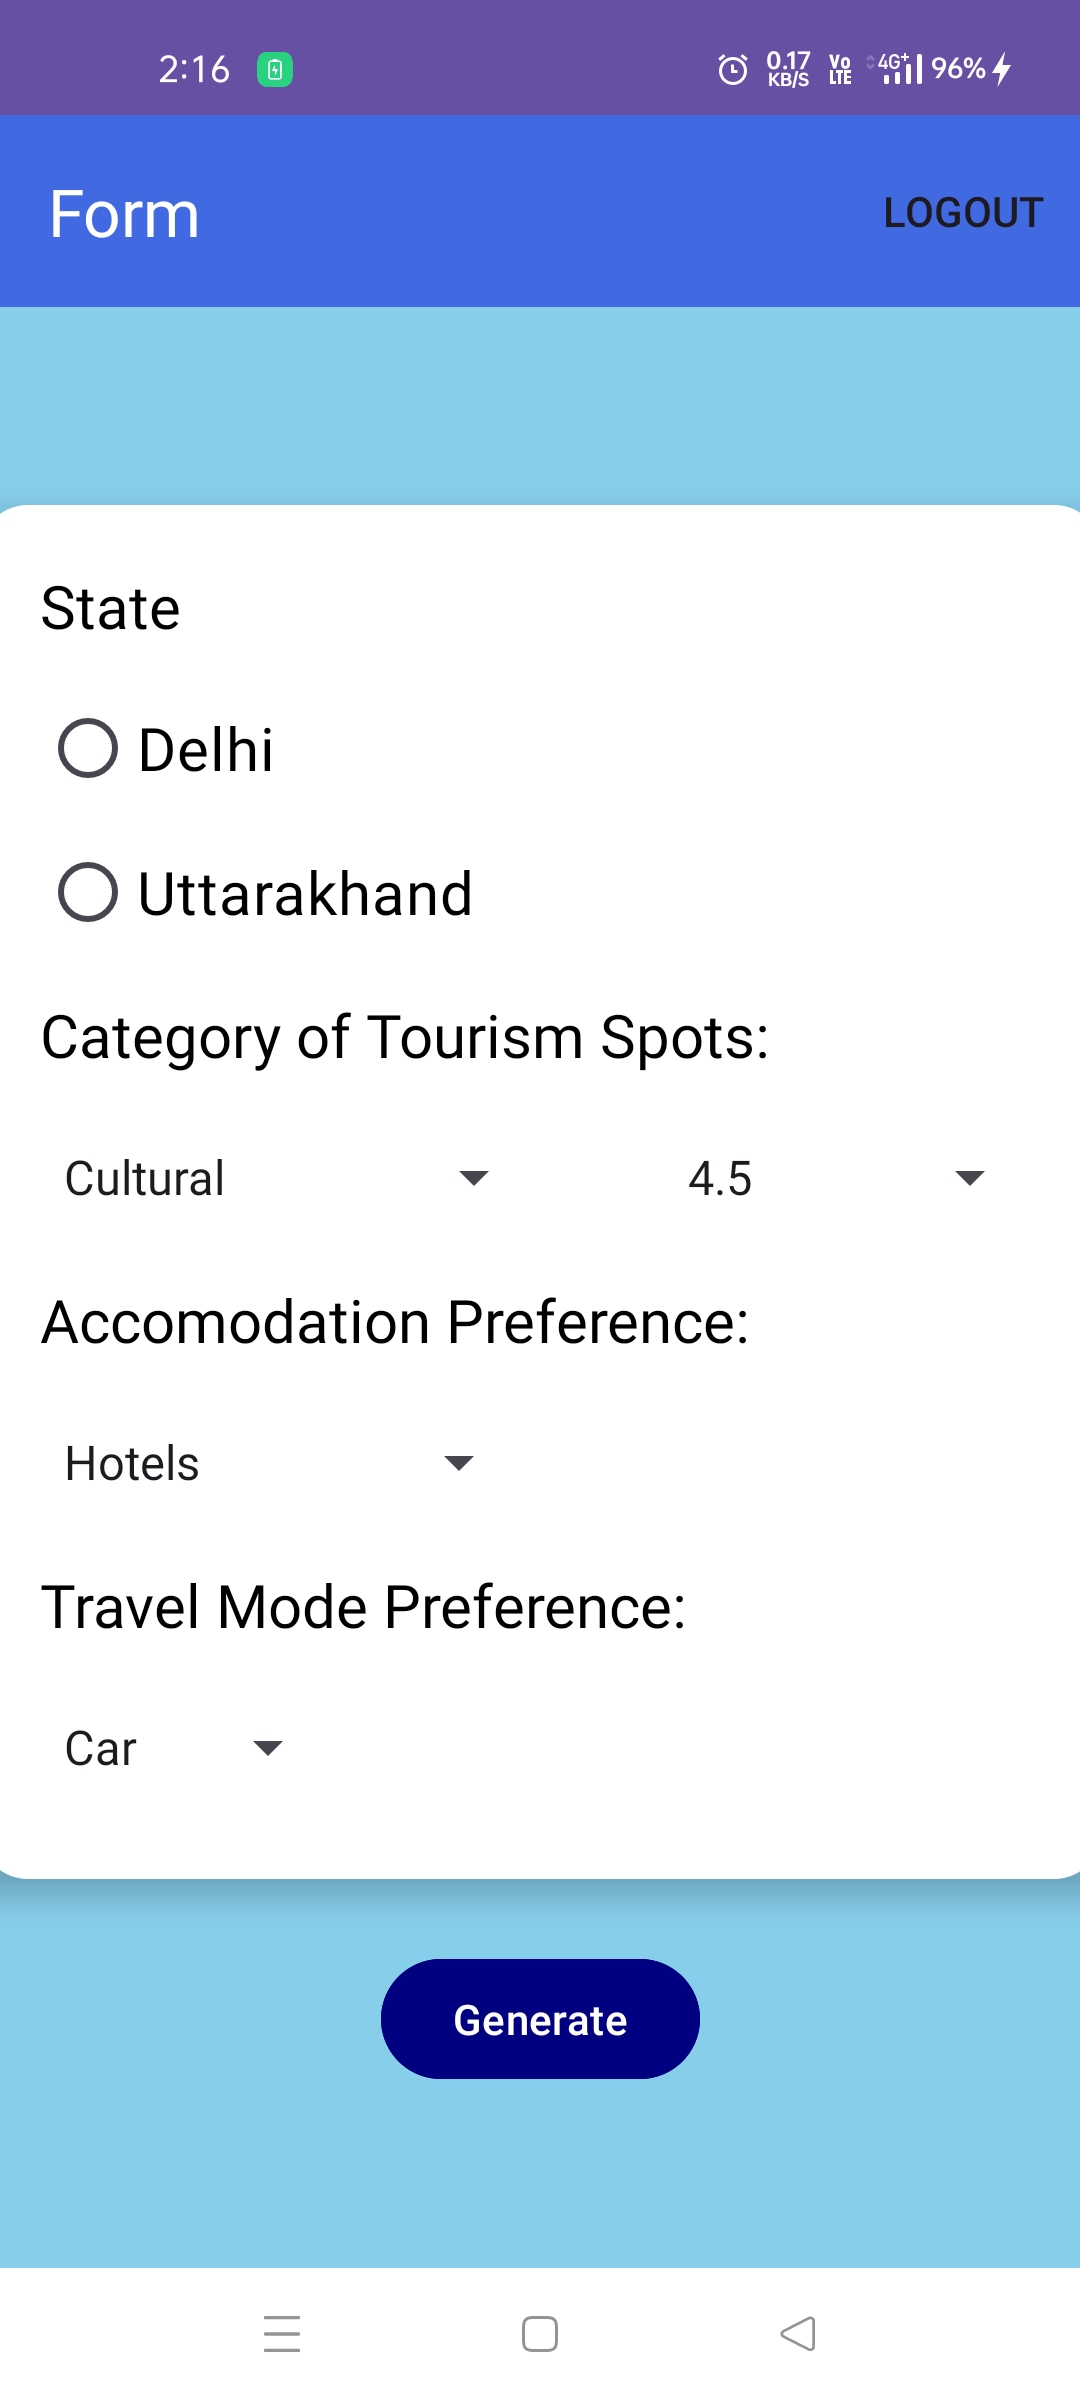 2:16 0.17 KB/S Vo LTE 4G+ 96%
Form LOGOUT
State
Delhi
Uttarakhand
Category of Tourism Spots:
Cultural 4.5
Accomodation Preference:
Hotels
Travel Mode Preference:
Car
Generate